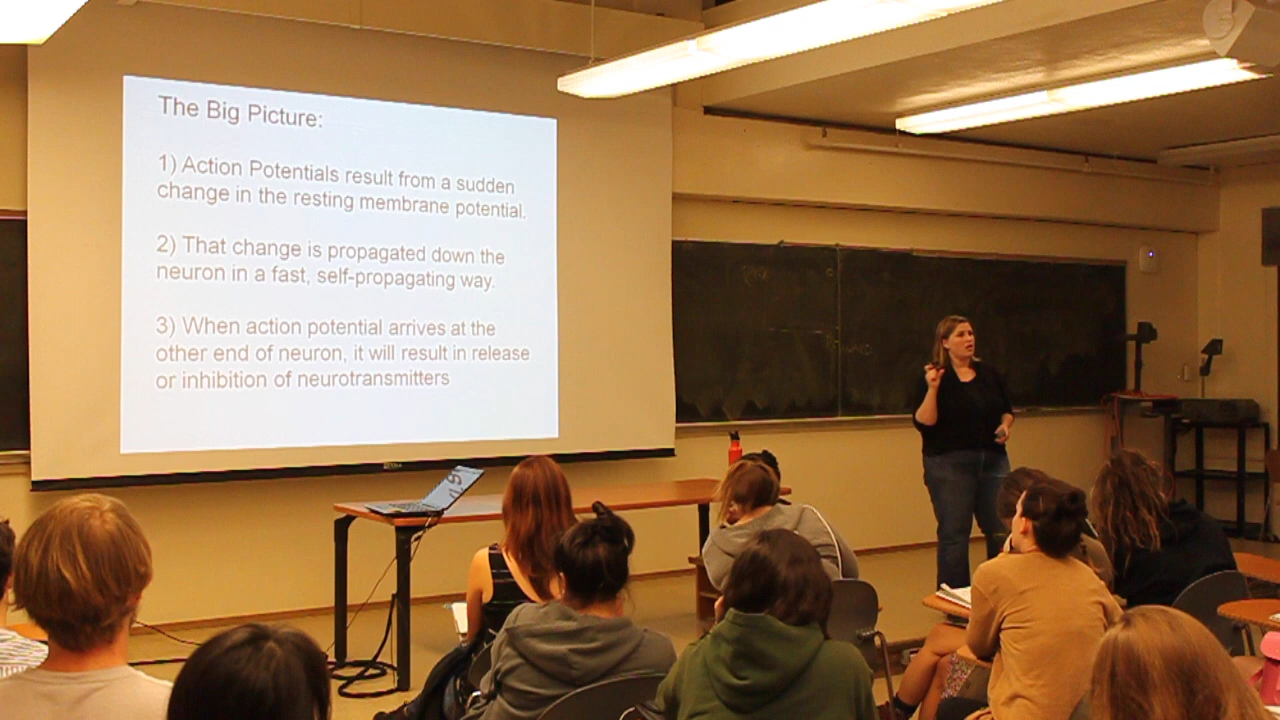 The Big Picture:
1) Action Potentials result from a sudden
change in the resting membrane potential.
2) That change is propagated down the
neuron in a fast, self-propagating way.
3) When action potential arrives at the
other end of neuron, it will result in release
or inhibition of neurotransmitters